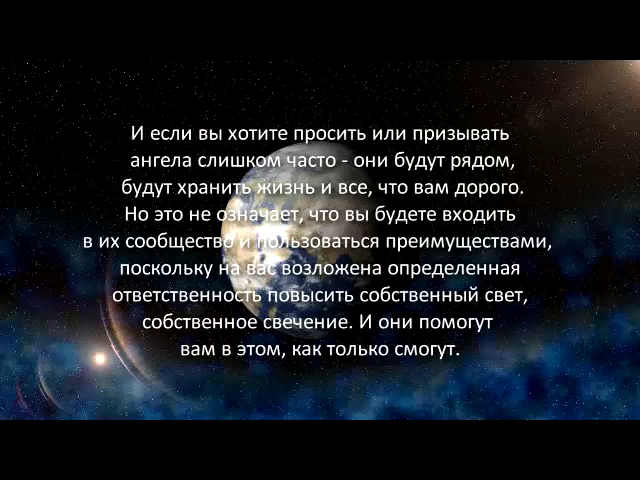 И если вы хотите просить или призывать
ангела слишком часто - они будут рядом,
будут хранить жизнь и все, что вам дорого.
Но это не означает, что вы будете входить
в их сообщество и пользоваться преимуществами,
поскольку на вас возложена определенная
ответственность повысить собственный свет,
собственное свечение. И они помогут
вам в этом, как только смогут.